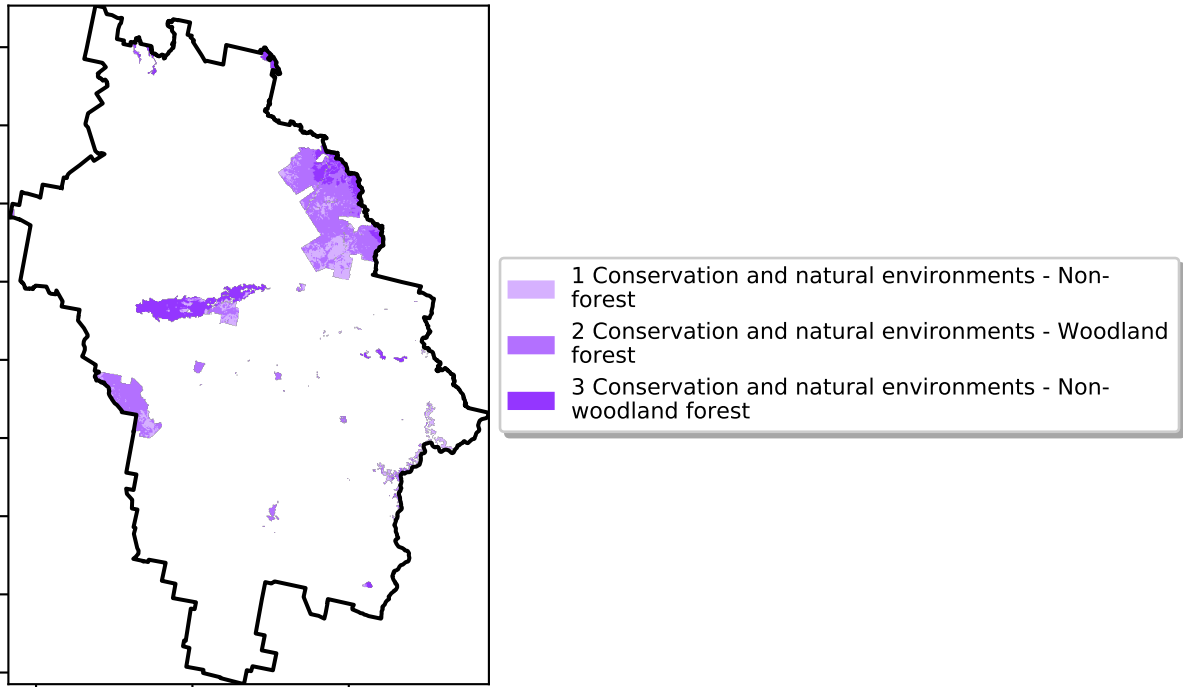 1 Conservation and natural environments - Non-
forest
2 Conservation and natural environments - Woodland
forest
3 Conservation and natural environments - Non-
woodland forest